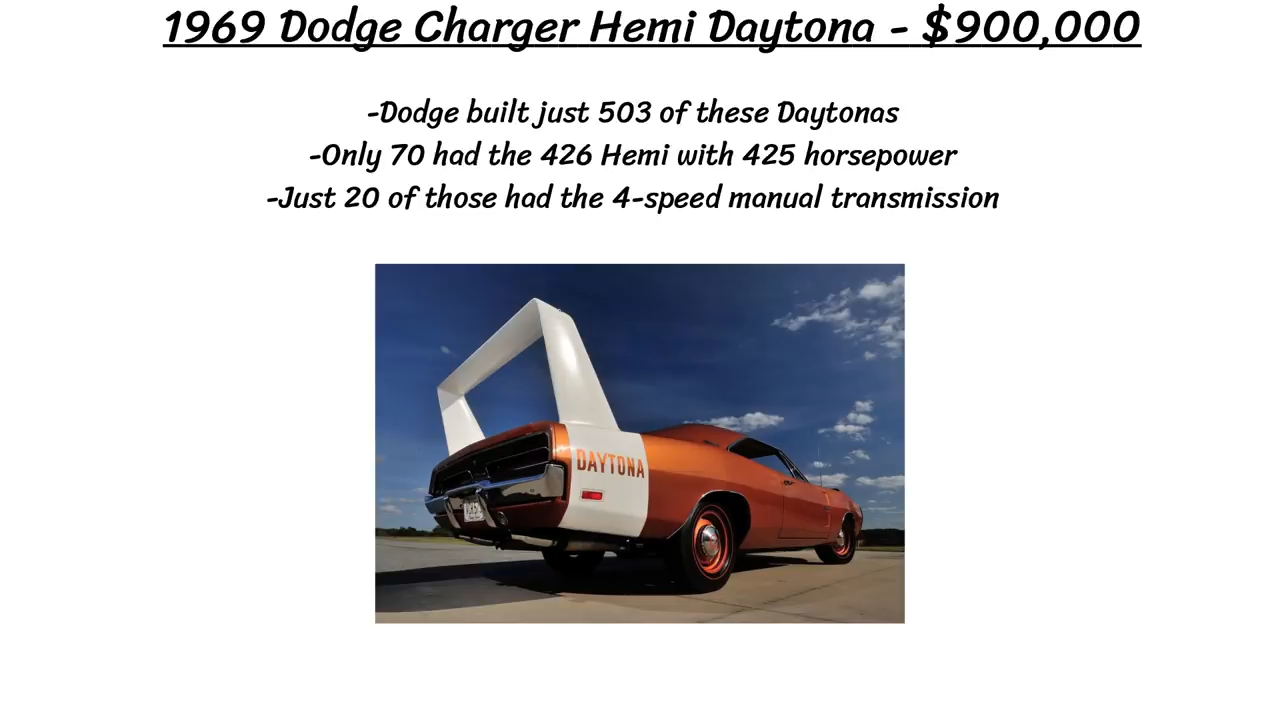 1969 Dodge Charger Hemi Daytona - $900,000
-Dodge built just 503 of these Daytonas
-Only 70 had the 426 Hemi with 425 horsepower
-Just 20 of those had the 4-speed manual transmission
DAYTONA